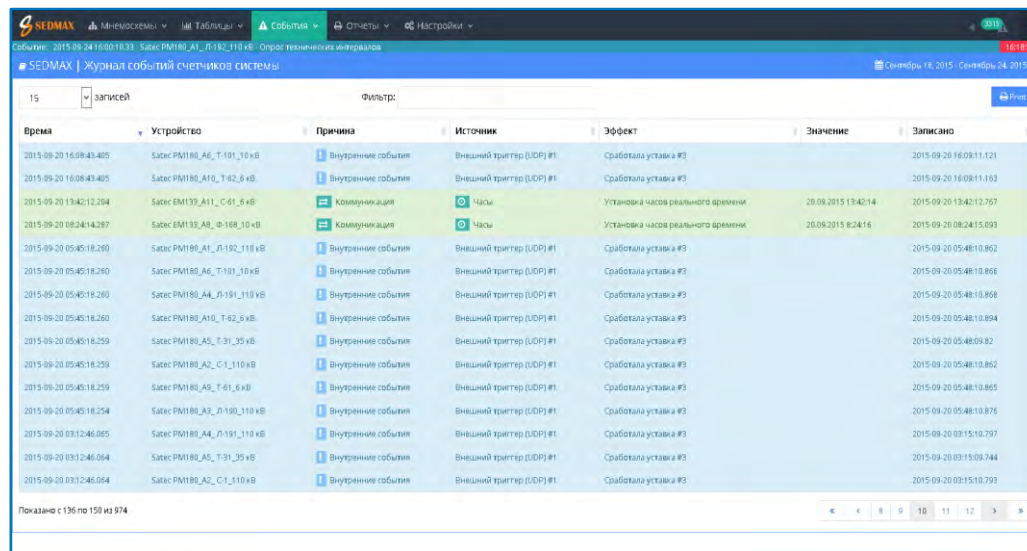 SEDMAX Мнемосхемы Таблицы События Отчеты Настройки 3313
Событие: 2015-09-24 16:00:10.33 - Satec PM180_A1_ Л-192_110 кВ - Опрос технических интервалов 16:18:
SEDMAX | Журнал событий счетчиков системы Сентябрь 18, 2015 - Сентябрь 24, 2015
15 записей Фильтр: Print
Время Устройство Причина Источник Эффект Значение Записано
2015-09-20 16:08:43.405 Satec PM180_A6_ Т-101_10 кВ Внутренние события Внешний триггер (UDP) #1 Сработала уставка #3 2015-09-20 16:09:11.121
2015-09-20 16:08:43.405 Satec PM180_A10_ Т-62_6 кВ Внутренние события Внешний триггер (UDP) #1 Сработала уставка #3 2015-09-20 16:09:11.163
2015-09-20 13:42:12.204 Satec EM133_A11_ С-61_6 кВ Коммуникация Часы Установка часов реального времени 20.09.2015 13:42:14 2015-09-20 13:42:12.767
2015-09-20 08:24:14.287 Satec EM133_A8_ Ф-168_10 кВ Коммуникация Часы Установка часов реального времени 20.09.2015 8:24:16 2015-09-20 08:24:15.093
2015-09-20 05:45:18.260 Satec PM180_A1_ Л-192_110 кВ Внутренние события Внешний триггер (UDP) #1 Сработала уставка #3 2015-09-20 05:48:10.862
2015-09-20 05:45:18.260 Satec PM180_A6_ Т-101_10 кВ Внутренние события Внешний триггер (UDP) #1 Сработала уставка #3 2015-09-20 05:48:10.866
2015-09-20 05:45:18.260 Satec PM180_A4_ Л-191_110 кВ Внутренние события Внешний триггер (UDP) #1 Сработала уставка #3 2015-09-20 05:48:10.868
2015-09-20 05:45:18.260 Satec PM180_A10_ Т-62_6 кВ Внутренние события Внешний триггер (UDP) #1 Сработала уставка #3 2015-09-20 05:48:10.894
2015-09-20 05:45:18.259 Satec PM180_A5_ Т-31_35 кВ Внутренние события Внешний триггер (UDP) #1 Сработала уставка #3 2015-09-20 05:48:09.82
2015-09-20 05:45:18.259 Satec PM180_A2_ С-1_110 кВ Внутренние события Внешний триггер (UDP) #1 Сработала уставка #3 2015-09-20 05:48:10.862
2015-09-20 05:45:18.259 Satec PM180_A9_ Т-61_6 кВ Внутренние события Внешний триггер (UDP) #1 Сработала уставка #3 2015-09-20 05:48:10.865
2015-09-20 05:45:18.254 Satec PM180_A3_ Л-190_110 кВ Внутренние события Внешний триггер (UDP) #1 Сработала уставка #3 2015-09-20 05:48:10.876
2015-09-20 03:12:46.065 Satec PM180_A4_ Л-191_110 кВ Внутренние события Внешний триггер (UDP) #1 Сработала уставка #3 2015-09-20 03:15:10.797
2015-09-20 03:12:46.064 Satec PM180_A5_ Т-31_35 кВ Внутренние события Внешний триггер (UDP) #1 Сработала уставка #3 2015-09-20 03:15:09.744
2015-09-20 03:12:46.064 Satec PM180_A2_ С-1_110 кВ Внутренние события Внешний триггер (UDP) #1 Сработала уставка #3 2015-09-20 03:15:10.793
Показано с 136 по 150 из 974 « ‹ 8 9 10 11 12 › »